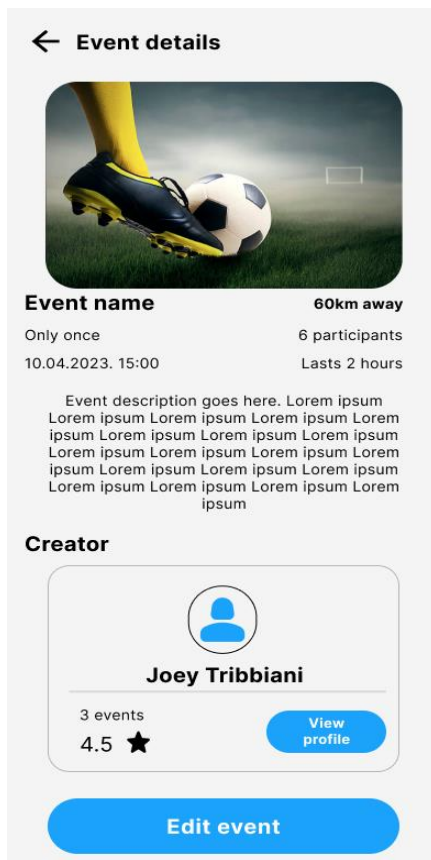 Event details
Event name
60km away
Only once
6 participants
10.04.2023. 15:00
Lasts 2 hours
Event description goes here. Lorem ipsum
Lorem ipsum Lorem ipsum Lorem ipsum Lorem
ipsum Lorem ipsum Lorem ipsum Lorem ipsum
Lorem ipsum Lorem ipsum Lorem ipsum Lorem
ipsum Lorem ipsum Lorem ipsum Lorem ipsum
Lorem ipsum Lorem ipsum Lorem ipsum Lorem
ipsum
Creator
Joey Tribbiani
3 events
4.5
View
profile
Edit event